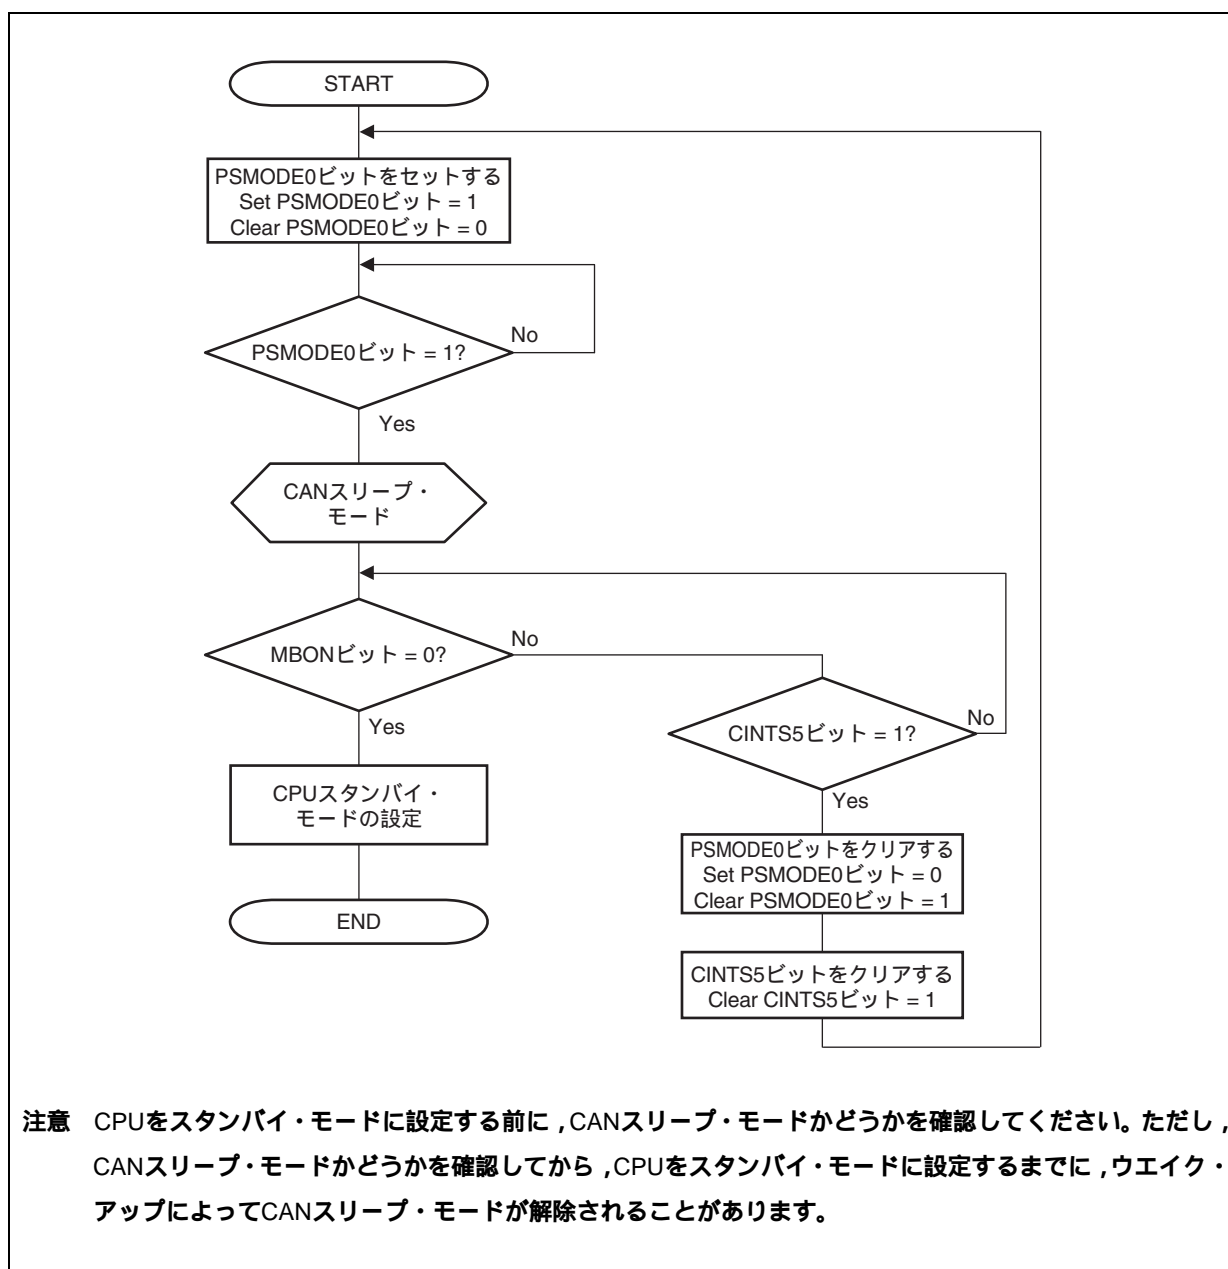 START
PSMODE0ビットをセットする
Set PSMODE0ビット = 1
Clear PSMODE0ビット = 0
No
PSMODE0ビット = 1?
Yes
CANスリープ・
モード
No
MBONビット = 0?
Yes
No
CINTS5ビット = 1?
Yes
CPUスタンバイ・
モードの設定
PSMODE0ビットをクリアする
Set PSMODE0ビット = 0
Clear PSMODE0ビット = 1
END
CINTS5ビットをクリアする
Clear CINTS5ビット = 1
注意 CPUをスタンバイ・モードに設定する前に，CANスリープ・モードかどうかを確認してください。ただし，
CANスリープ・モードかどうかを確認してから，CPUをスタンバイ・モードに設定するまでに，ウエイク・
アップによってCANスリープ・モードが解除されることがあります。